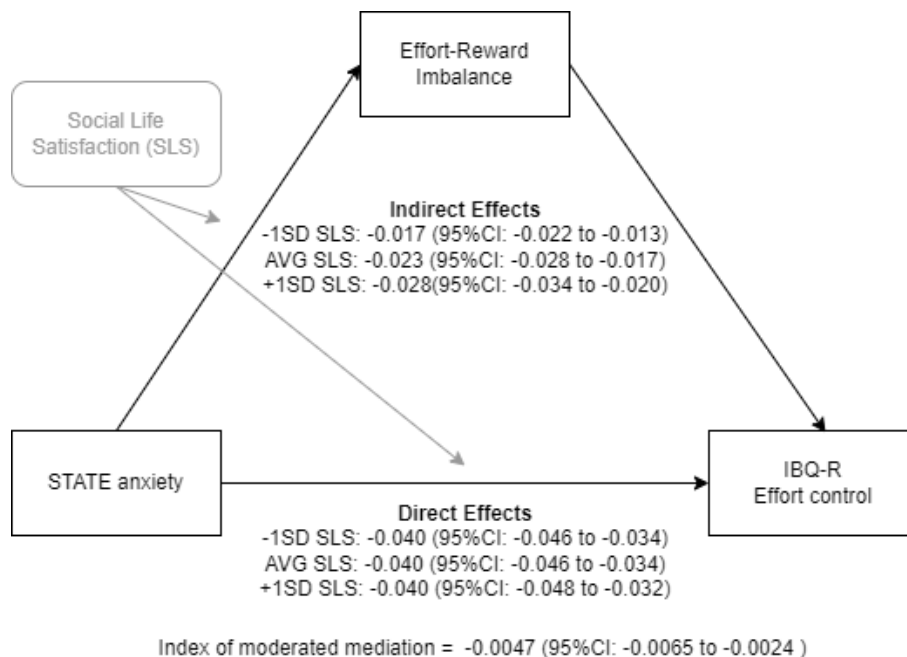 Effort-Reward
Imbalance
Social Life
Satisfaction (SLS)
Indirect Effects
-1SD SLS: -0.017 (95%CI: -0.022 to -0.013)
AVG SLS: -0.023 (95%CI: -0.028 to -0.017)
+1SD SLS: -0.028(95%CI: -0.034 to -0.020)
STATE anxiety
IBQ-R
Effort control
Direct Effects
-1SD SLS: -0.040 (95%CI: -0.046 to -0.034)
AVG SLS: -0.040 (95%CI: -0.046 to -0.034)
+1SD SLS: -0.040 (95%CI: -0.048 to -0.032)
Index of moderated mediation = -0.0047 (95%CI: -0.0065 to -0.0024 )